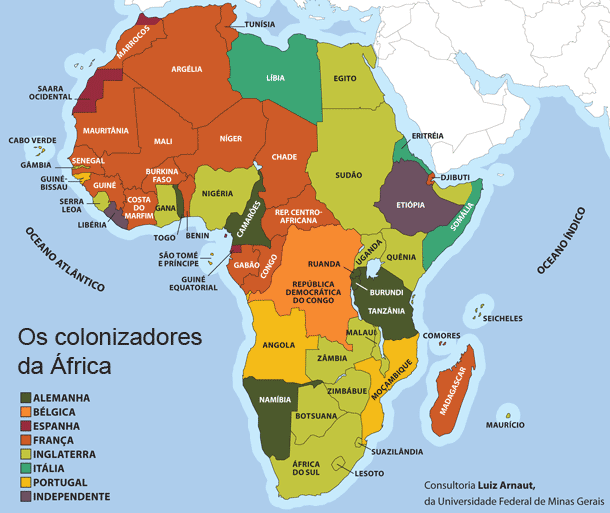 TUNÍSIA
MARROCOS
ARGÉLIA
LÍBIA
EGITO
SAARA
OCIDENTAL
MAURITÂNIA
MALI
NÍGER
CHADE
SUDÃO
ERITRÉIA
CABO VERDE
SENEGAL
GÂMBIA
GUINÉ-
BISSAU
GUINÉ
BURKINA
FASO
DJIBUTI
SERRA
LEOA
COSTA
DO
MARFIM
GANA
NIGÉRIA
ETIÓPIA
SOMÁLIA
LIBÉRIA
TOGO
BENIN
CAMARÕES
REP. CENTRO-
AFRICANA
OCEANO ATLÂNTICO
OCEANO ÍNDICO
SÃO TOMÉ
E PRÍNCIPE
GUINÉ
EQUATORIAL
GABÃO
CONGO
RUANDA
UGANDA
QUÊNIA
REPÚBLICA
DEMOCRÁTICA
DO CONGO
BURUNDI
TANZÂNIA
SEICHELES
Os colonizadores
da África
ANGOLA
MALAUÍ
COMORES
ZÂMBIA
MOÇAMBIQUE
MADAGASCAR
ZIMBÁBUE
NAMÍBIA
BOTSUANA
MAURÍCIO
SUAZILÂNDIA
LESOTO
ÁFRICA
DO SUL
ALEMANHA
BÉLGICA
ESPANHA
FRANÇA
INGLATERRA
ITÁLIA
PORTUGAL
INDEPENDENTE
Consultoria Luiz Arnaut,
da Universidade Federal de Minas Gerais